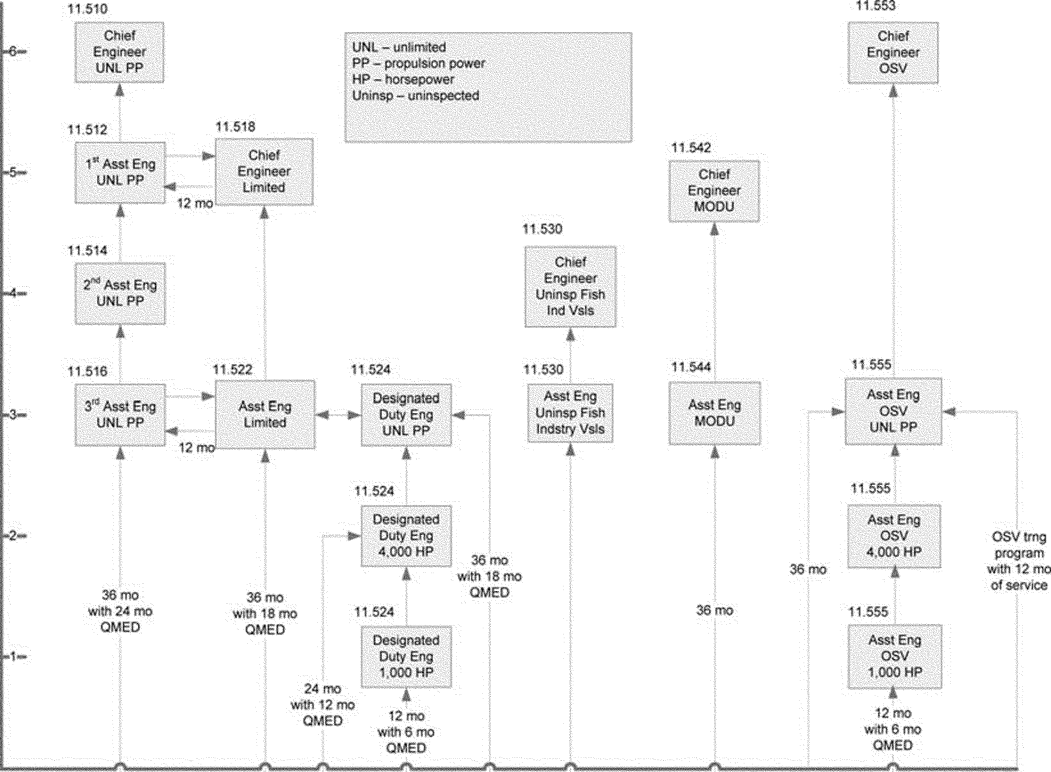 11.510
Chief
Engineer
UNL PP
11.553
Chief
Engineer
OSV
UNL – unlimited
PP – propulsion power
HP – horsepower
Uninsp – uninspected
6
11.512
1st Asst Eng
UNL PP
11.518
Chief
Engineer
Limited
12 mo
11.542
Chief
Engineer
MODU
5
11.514
2nd Asst Eng
UNL PP
11.530
Chief
Engineer
Uninsp Fish
Ind Vsls
4
11.516
3rd Asst Eng
UNL PP
11.522
Asst Eng
Limited
12 mo
11.524
Designated
Duty Eng
UNL PP
11.530
Asst Eng
Uninsp Fish
Indstry Vsls
11.544
Asst Eng
MODU
11.555
Asst Eng
OSV
UNL PP
3
11.524
Designated
Duty Eng
4,000 HP
11.555
Asst Eng
OSV
4,000 HP
2
36 mo
with 24 mo
QMED
36 mo
with 18 mo
QMED
36 mo
with 18 mo
QMED
36 mo
36 mo
OSV trng
program
with 12 mo
of service
11.524
Designated
Duty Eng
1,000 HP
11.555
Asst Eng
OSV
1,000 HP
1
24 mo
with 12 mo
QMED
12 mo
with 6 mo
QMED
12 mo
with 6 mo
QMED